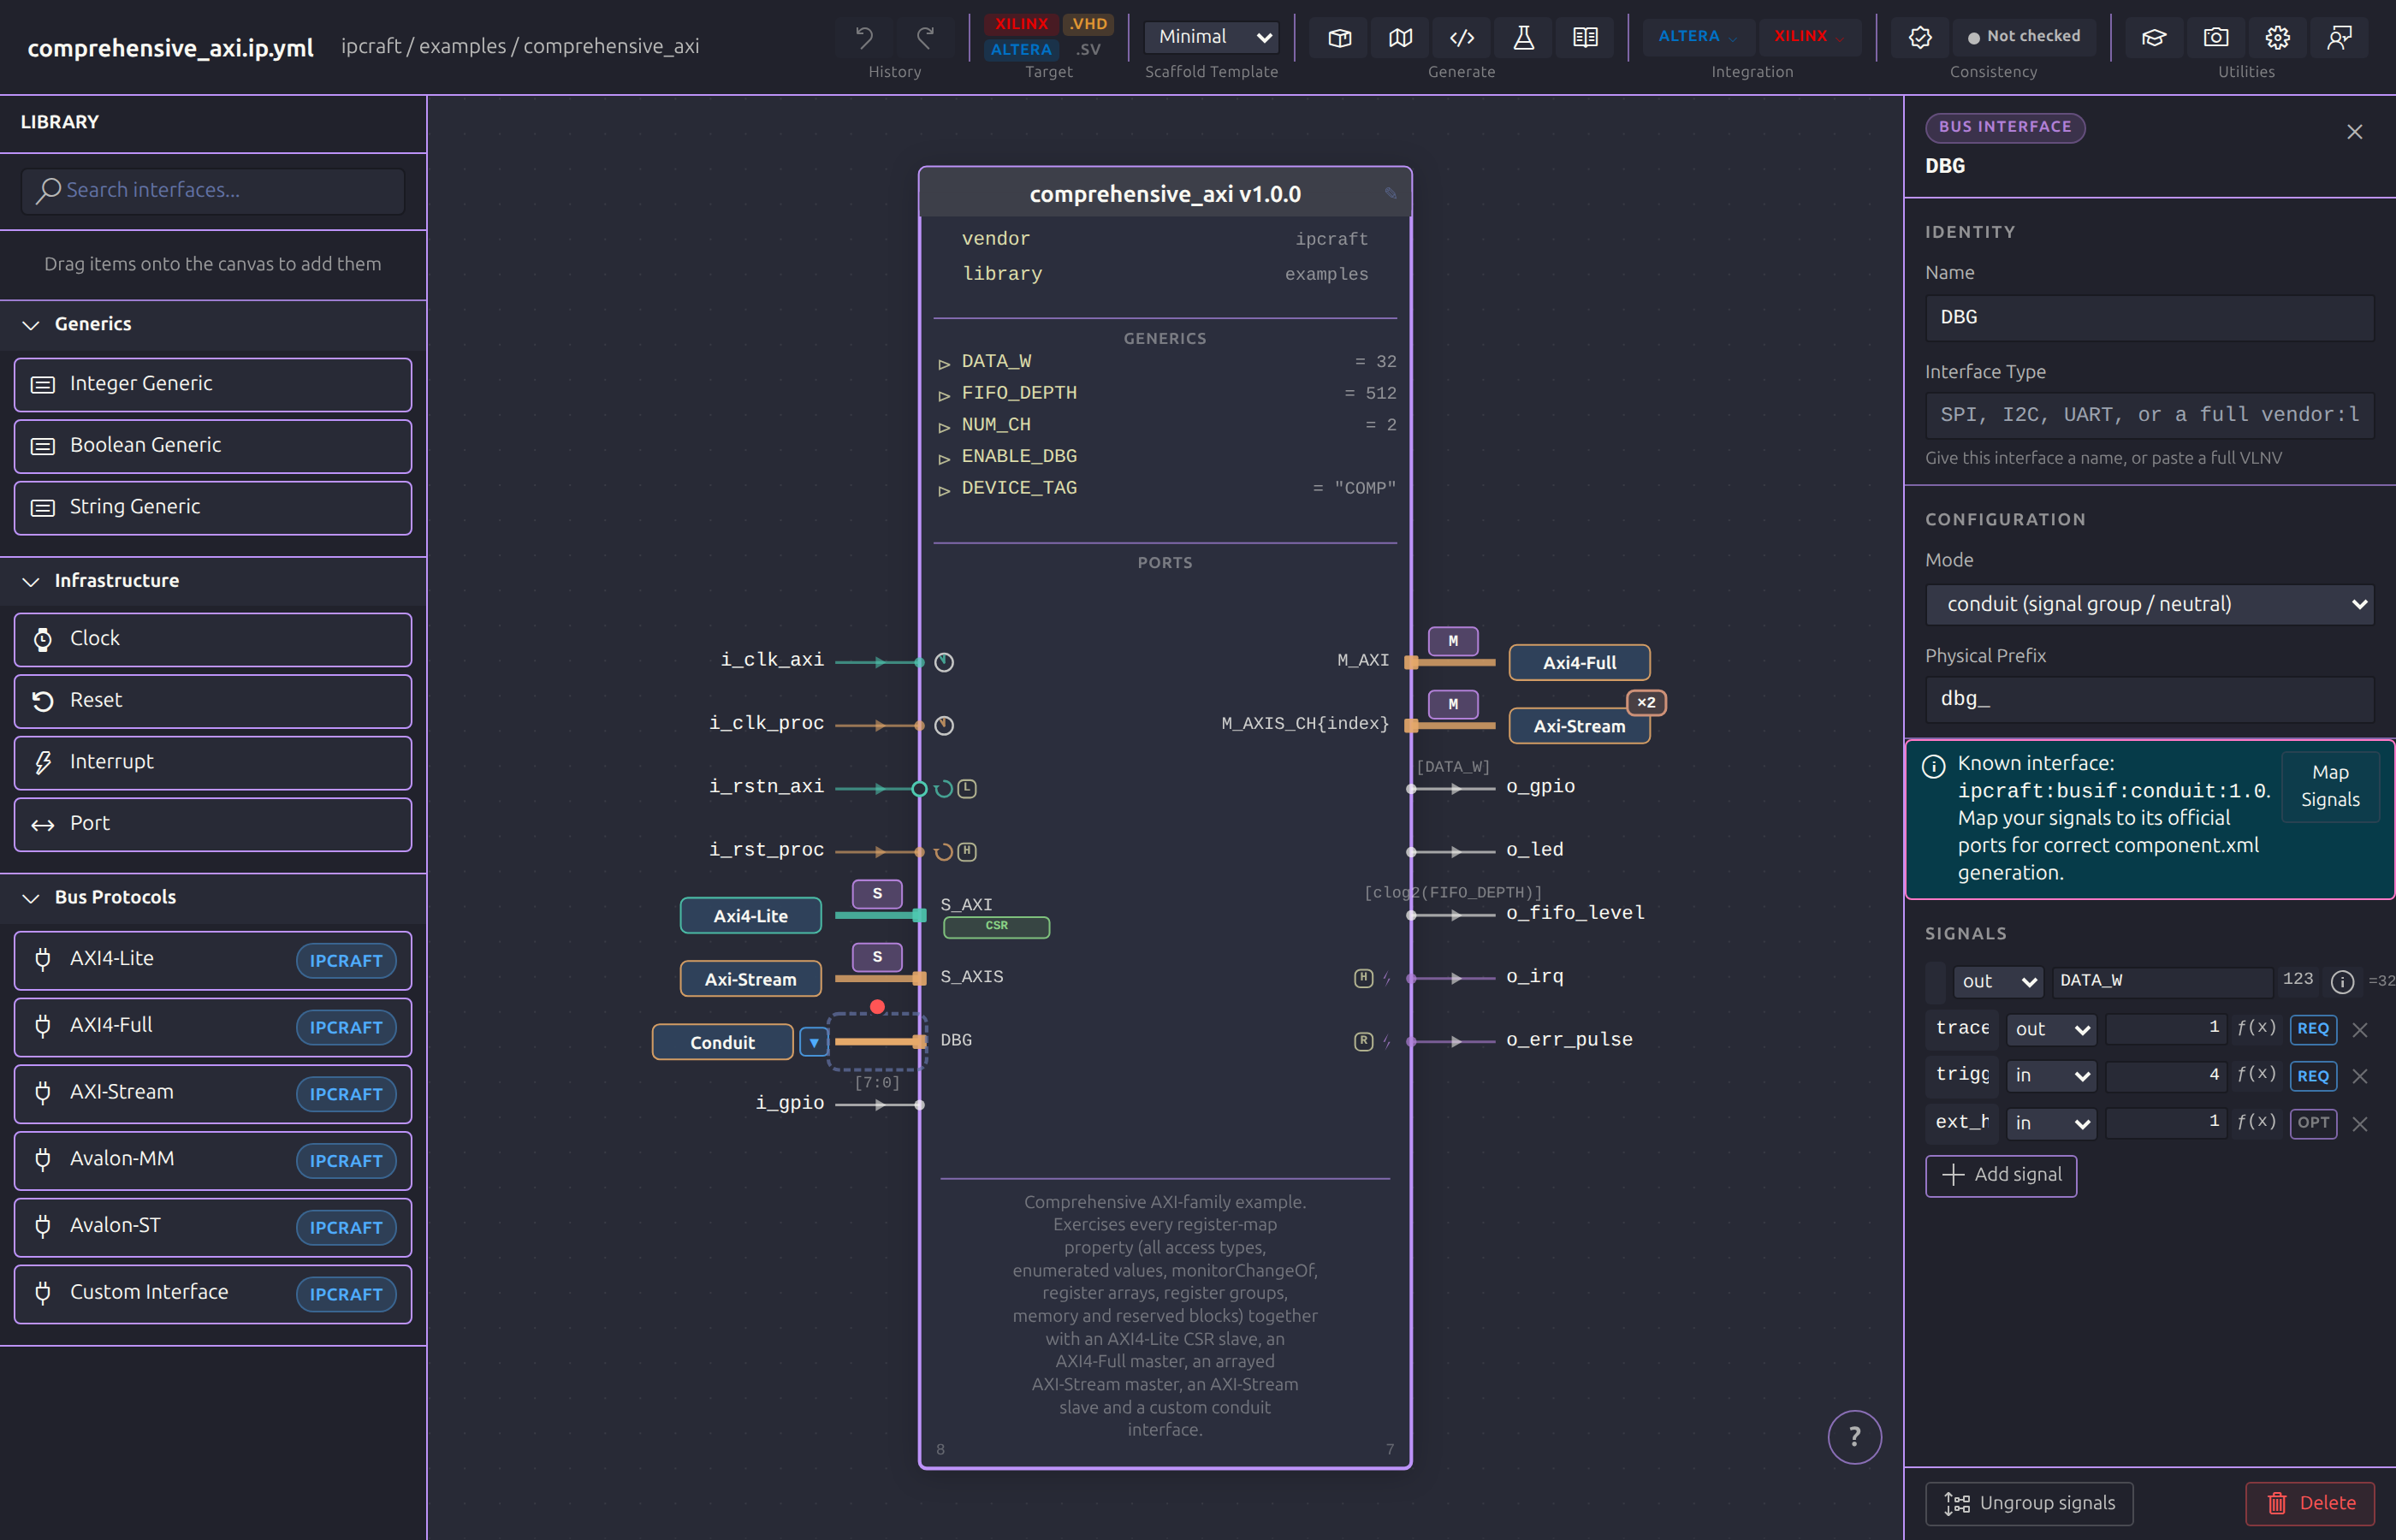 comprehensive_axi.ip.yml
ipcraft / examples / comprehensive_axi
History
XILINX .VHD
ALTERA .SV
Target
Minimal
Scaffold Template
Generate
ALTERA XILINX
Integration
Not checked
Consistency
Utilities
LIBRARY
Search interfaces...
Drag items onto the canvas to add them
Generics
Integer Generic
Boolean Generic
String Generic
Infrastructure
Clock
Reset
Interrupt
Port
Bus Protocols
AXI4-Lite IPCRAFT
AXI4-Full IPCRAFT
AXI-Stream IPCRAFT
Avalon-MM IPCRAFT
Avalon-ST IPCRAFT
Custom Interface IPCRAFT
comprehensive_axi v1.0.0
vendor ipcraft
library examples
GENERICS
DATA_W = 32
FIFO_DEPTH = 512
NUM_CH = 2
ENABLE_DBG
DEVICE_TAG = "COMP"
PORTS
i_clk_axi
i_clk_proc
i_rstn_axi L
i_rst_proc H
Axi4-Lite S S_AXI
CSR
Axi-Stream S S_AXIS
Conduit DBG
[7:0]
i_gpio
M_AXI M Axi4-Full
M_AXIS_CH{index} M Axi-Stream ×2
[DATA_W]
o_gpio
o_led
[clog2(FIFO_DEPTH)]
o_fifo_level
H o_irq
R o_err_pulse
Comprehensive AXI-family example.
Exercises every register-map
property (all access types,
enumerated values, monitorChangeOf,
register arrays, register groups,
memory and reserved blocks) together
with an AXI4-Lite CSR slave, an
AXI4-Full master, an arrayed
AXI-Stream master, an AXI-Stream
slave and a custom conduit
interface.
8 7
?
BUS INTERFACE
DBG
IDENTITY
Name
DBG
Interface Type
SPI, I2C, UART, or a full vendor:l
Give this interface a name, or paste a full VLNV
CONFIGURATION
Mode
conduit (signal group / neutral)
Physical Prefix
dbg_
Known interface:
ipcraft:busif:conduit:1.0.
Map your signals to its official
ports for correct component.xml
generation.
Map
Signals
SIGNALS
out DATA_W 123 =32
trace out 1 f(x) REQ
trigg in 4 f(x) REQ
ext_h in 1 f(x) OPT
Add signal
Ungroup signals
Delete